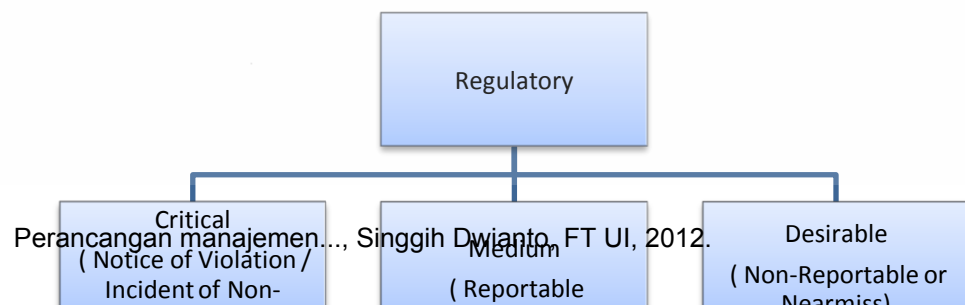 Regulatory
Critical
( Notice of Violation /
Incident of Non-
Medium
( Reportable
Desirable
( Non-Reportable or
Nearmiss)
Perancangan manajemen..., Singgih Dwianto, FT UI, 2012.